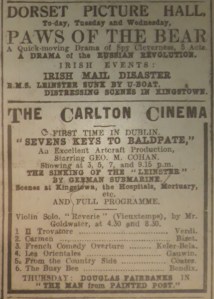 DORSET PICTURE HALL.
To-day, Tuesday and Wednesday,
PAWS OF THE BEAR
A Quick-moving Drama of Spy Cleverness, 5 Acts
A DRAMA of the RUSSIAN REVOLUTION.
IRISH EVENTS:
IRISH MAIL DISASTER
R.M.S. LEINSTER SUNK BY U-BOAT.
DISTRESSING SCENES IN KINGSTOWN.
THE CARLTON CINEMA
FIRST TIME IN DUBLIN,
"SEVENS KEYS TO BALDPATE,"
An Excellent Artcraft Production,
Starring GEO. M. COHAN.
Showing at 3, 5, 7, and 9.15 p.m.
THE SINKING OF THE "LEINSTER"
BY GERMAN SUBMARINE.
Scenes at Kingstown, the Hospitals, Mortuary,
etc.
AND FULL PROGRAMME.
Violin Solo, "Reverie" (Vieuxtemps), by Mr.
Goldwater, at 4.30 and 8.30.
1 Il Trovatore Verdi.
2 Carmen Bizet.
3 French Comedy Overture Keler-Bela.
4 Les Orientales Gauwin.
5 From the Country Coates.
6 The Busy Bee Bendix.
THURSDAY: DOUGLAS FAIRBANKS in
"THE MAN FROM PAINTED POST."